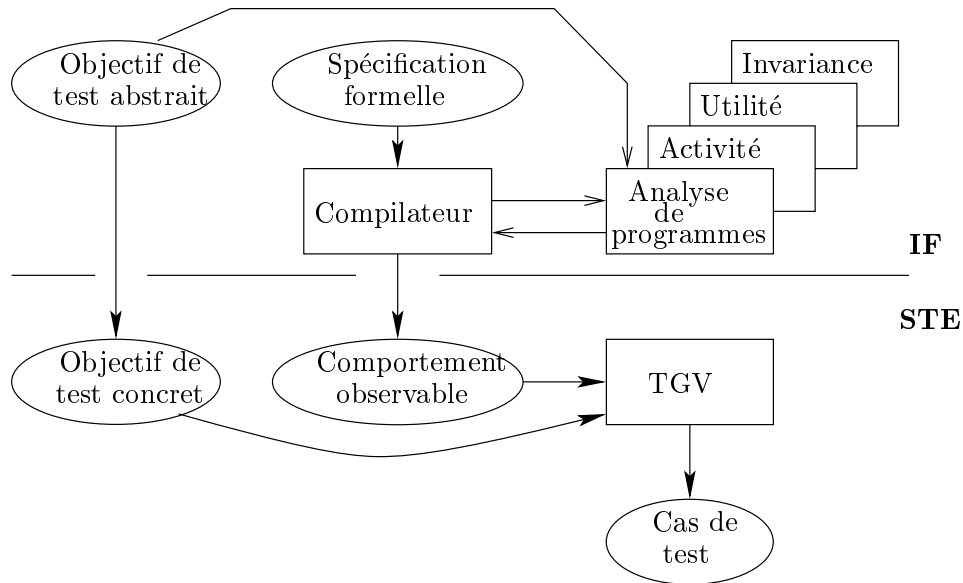 Objectif de
test abstrait
Spécification
formelle
Invariance
Utilité
Activité
Analyse
de
programmes
Compilateur
IF
STE
Objectif de
test concret
Comportement
observable
TGV
Cas de
test